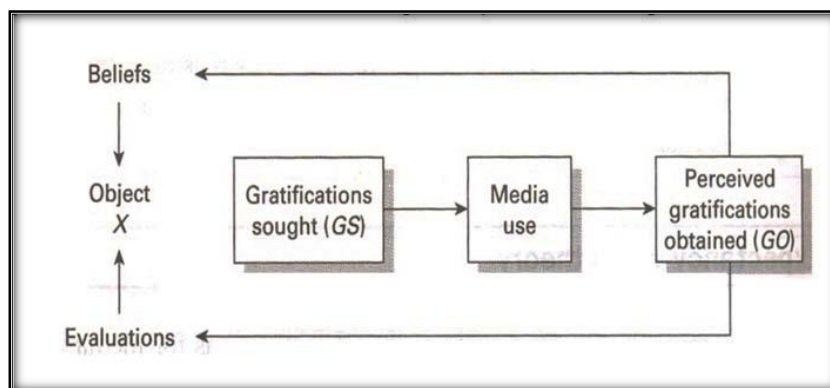 Beliefs
Object
X
Evaluations
Gratifications
sought (GS)
Media
use
Perceived
gratifications
obtained (GO)